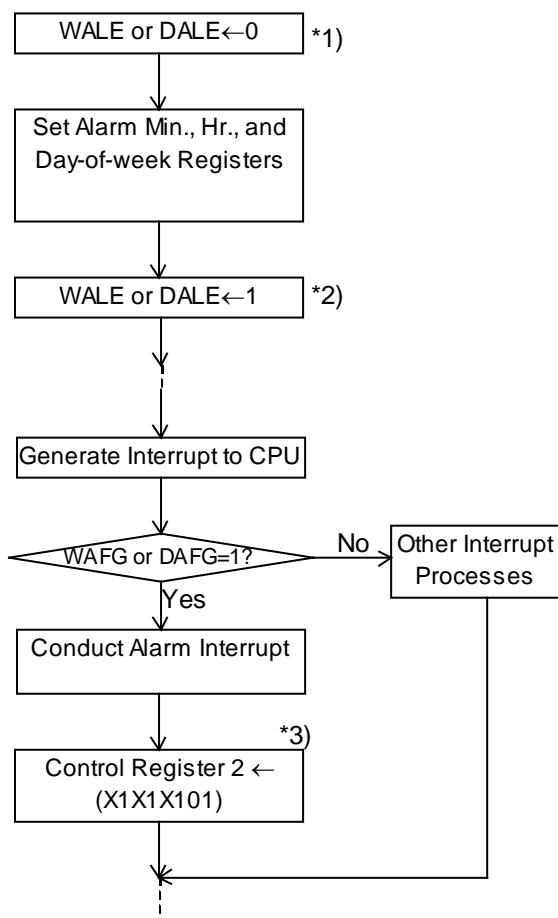 WALE or DALE←0
*1)
Set Alarm Min., Hr., and
Day-of-week Registers
WALE or DALE←1
*2)
Generate Interrupt to CPU
WAFG or DAFG=1?
No
Other Interrupt
Processes
Yes
Conduct Alarm Interrupt
*3)
Control Register 2 ←
(X1X1X101)